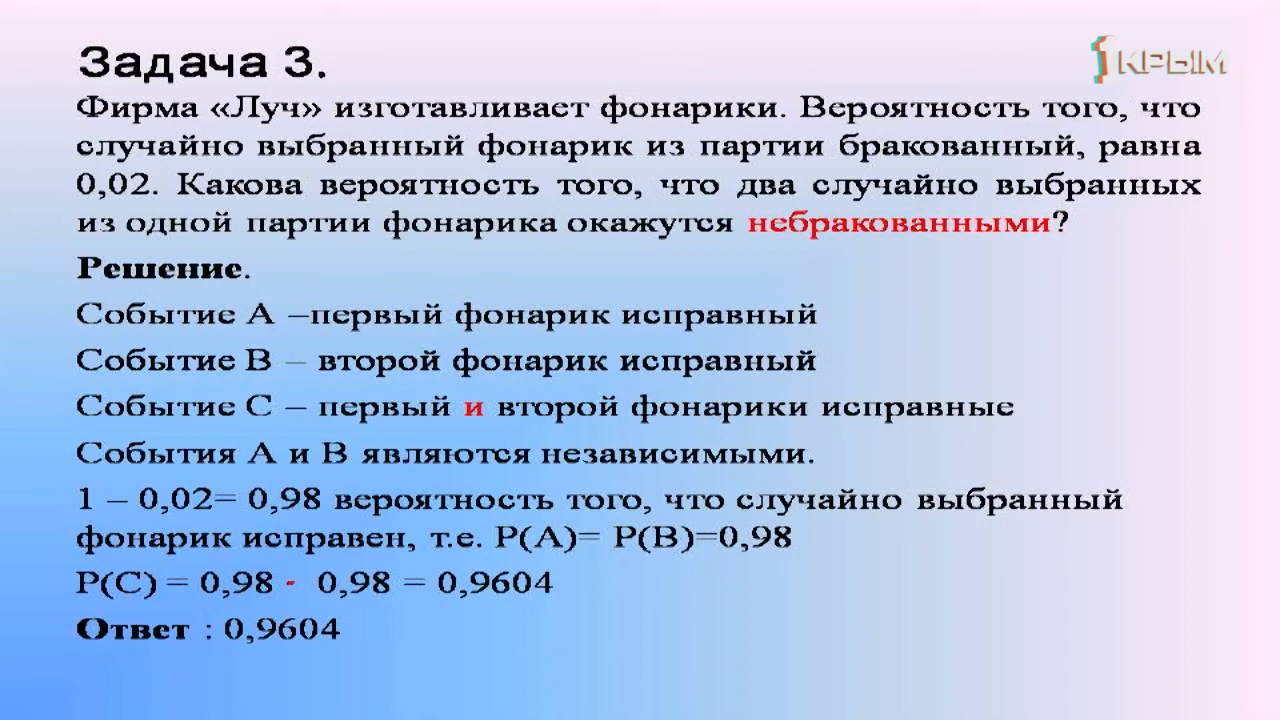 Задача 3.
1 КРЫМ
Фирма «Луч» изготавливает фонарики. Вероятность того, что
случайно выбранный фонарик из партии бракованный, равна
0,02. Какова вероятность того, что два случайно выбранных
из одной партии фонарика окажутся небракованными?
Решение.
Событие А –первый фонарик исправный
Событие В – второй фонарик исправный
Событие С – первый и второй фонарики исправные
События А и В являются независимыми.
1 – 0,02= 0,98 вероятность того, что случайно выбранный
фонарик исправен, т.е. Р(А)= Р(В)=0,98
Р(С) = 0,98 · 0,98 = 0,9604
Ответ : 0,9604